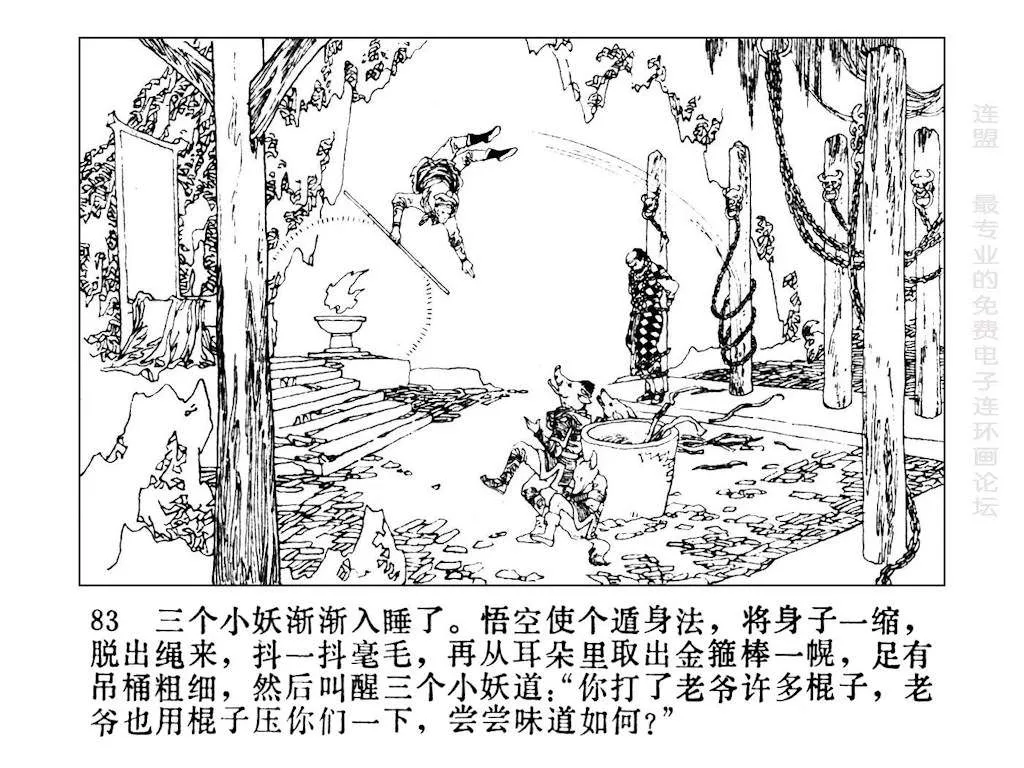 83 三个小妖渐渐入睡了。悟空使个遁身法，将身子一缩，
脱出绳来，抖一抖毫毛，再从耳朵里取出金箍棒一幌，足有
吊桶粗细，然后叫醒三个小妖道：“你打了老爷许多棍子，老
爷也用棍子压你们一下，尝尝味道如何？”
连盟 最专业的免费电子连环画论坛